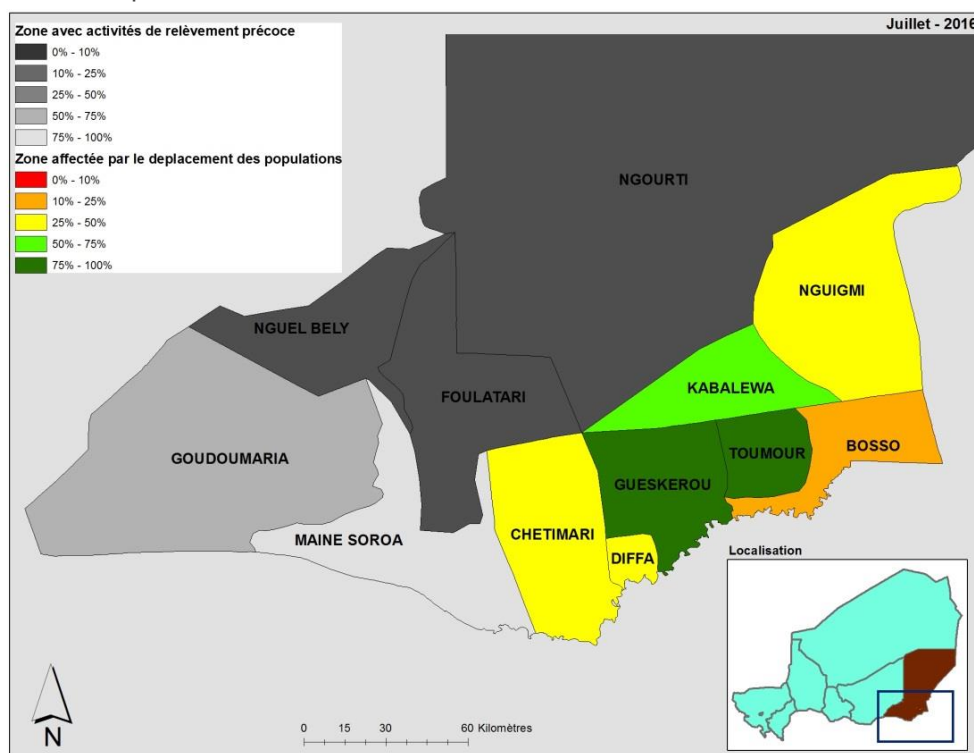 Juillet - 2016
Zone avec activités de relèvement précoce
0% - 10%
10% - 25%
25% - 50%
50% - 75%
75% - 100%
Zone affectée par le deplacement des populations
0% - 10%
10% - 25%
25% - 50%
50% - 75%
75% - 100%
NGOURTI
NGUIGMI
NGUEL BELY
KABALEWA
FOULATARI
GOUDOUMARIA
TOUMOUR
BOSSO
GUESKEROU
MAINE SOROA
CHETIMARI
DIFFA
Localisation
N
0 15 30 60 Kilomètres